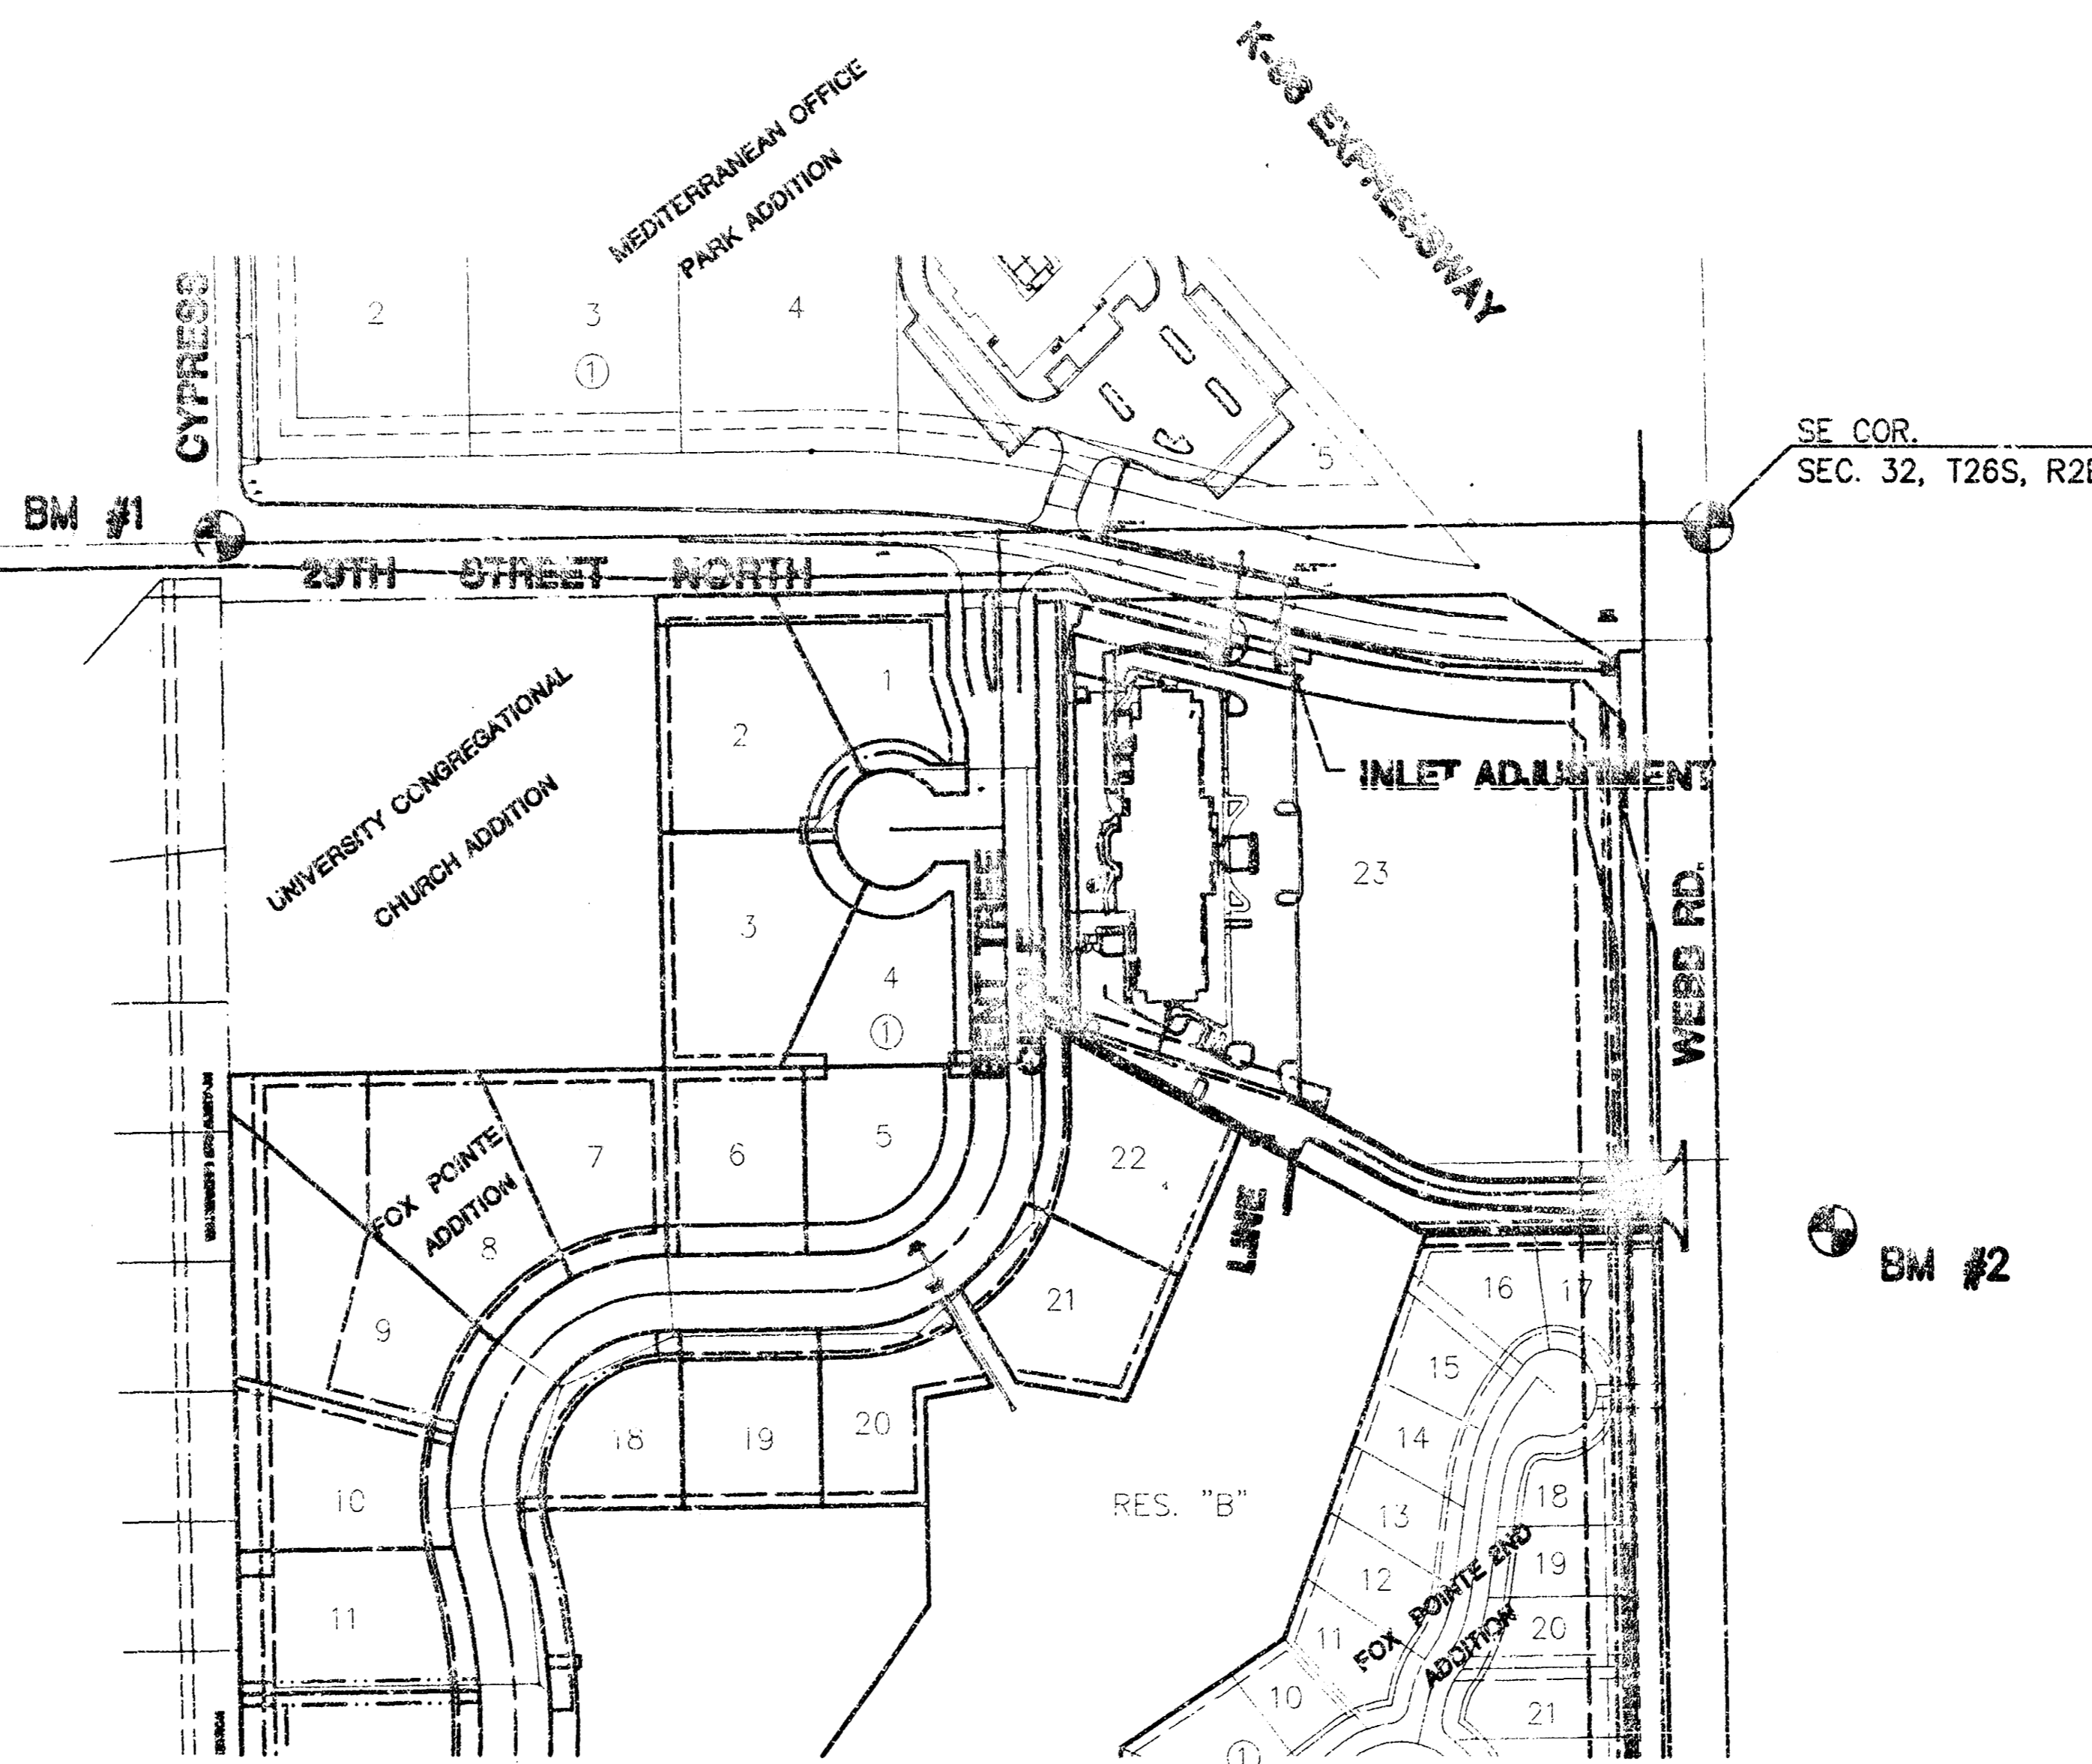 K-96 EXPRESSWAY
MEDITERRANEAN OFFICE
PARK ADDITION
CYPRESS
2
3
4
1
5
SE COR.
SEC. 32, T26S, R2E
BM #1
29TH STREET NORTH
1
2
UNIVERSITY CONGREGATIONAL
CHURCH ADDITION
INLET ADJUSTMENT
23
3
4
1
BENT TREE
WEBB RD.
5
6
7
22
FOX POINTE
ADDITION
8
LINE
BM #2
9
21
16
17
15
14
18
19
20
10
RES. "B"
13
18
12
19
FOX POINTE 2ND
ADDITION
11
11
20
10
21
1